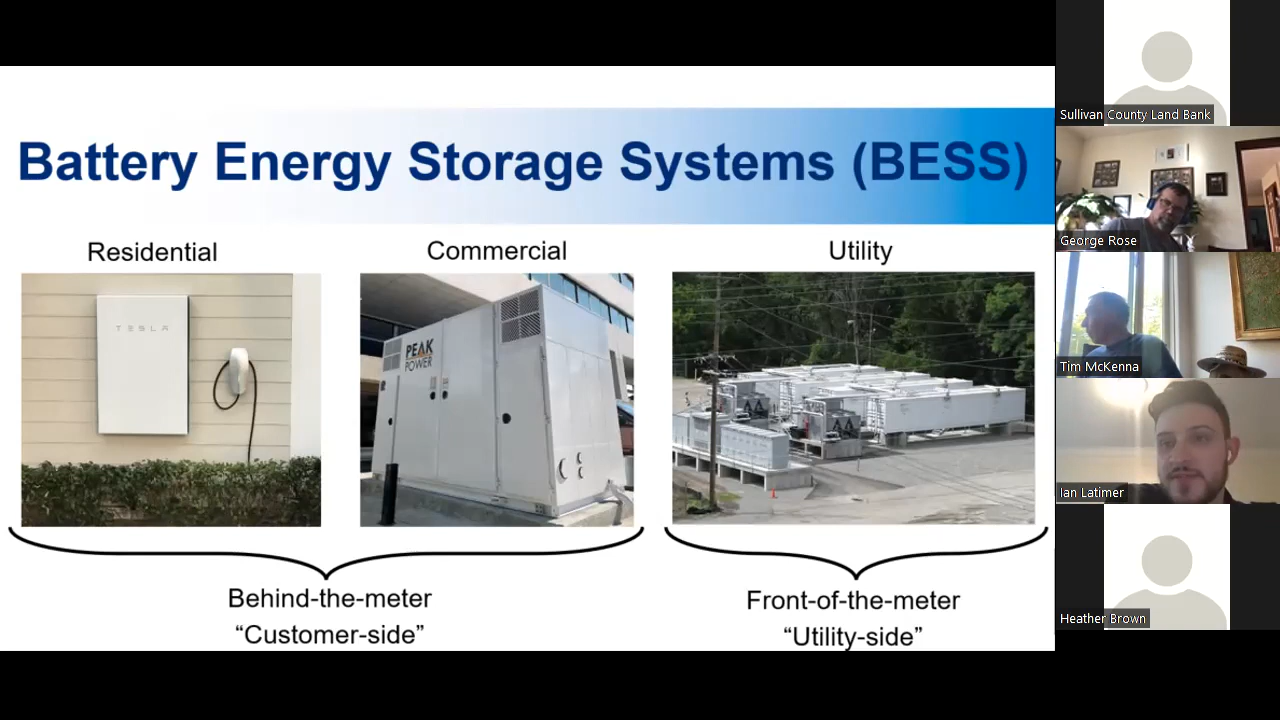 Battery Energy Storage Systems (BESS)
Residential
Commercial
Utility
TESLA
PEAK
POWER
Behind-the-meter
“Customer-side”
Front-of-the-meter
“Utility-side”
Sullivan County Land Bank
George Rose
Tim McKenna
Ian Latimer
Heather Brown